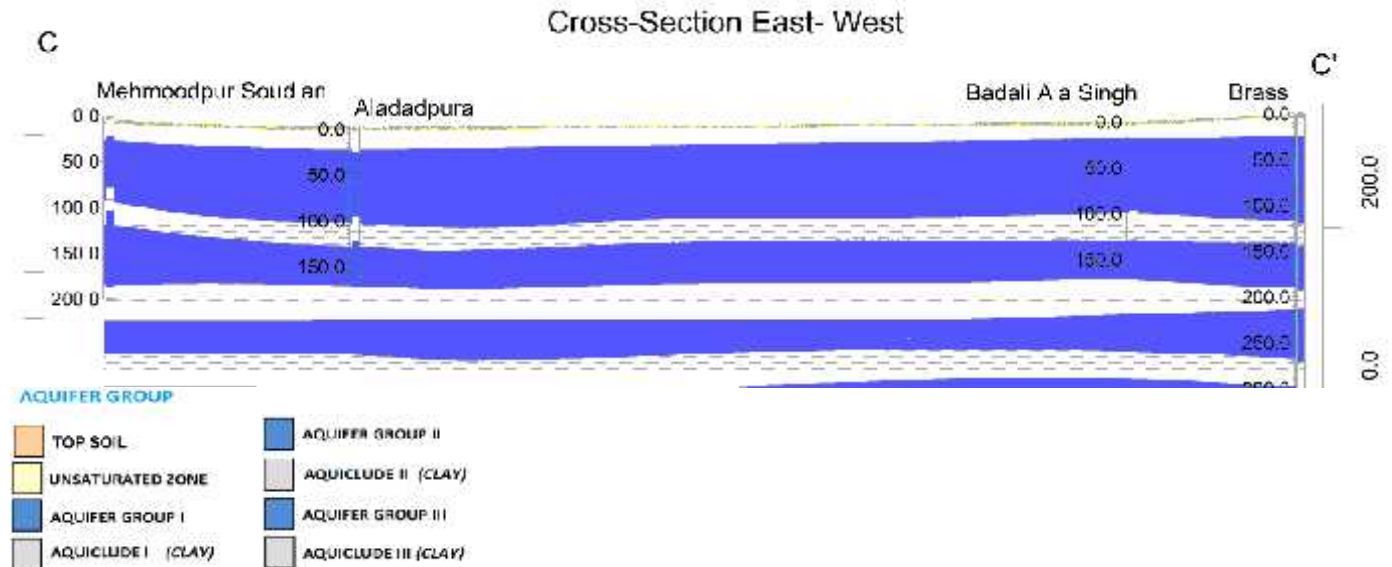 Cross-Section East- West
C
C'
Mehmoodpur Soud an
Aladadpura
Badali A a Singh
Brass
0 0
50 0
100 0
150 0
200 0
0.0
50.0
100.0
150.0
0.0
50.0
100.0
150.0
0.0
50.0
100.0
150.0
200.0
250.0
200.0
0.0
AQUIFER GROUP
TOP SOIL
UNSATURATED ZONE
AQUIFER GROUP I
AQUICLUDE I (CLAY)
AQUIFER GROUP II
AQUICLUDE II (CLAY)
AQUIFER GROUP III
AQUICLUDE III (CLAY)